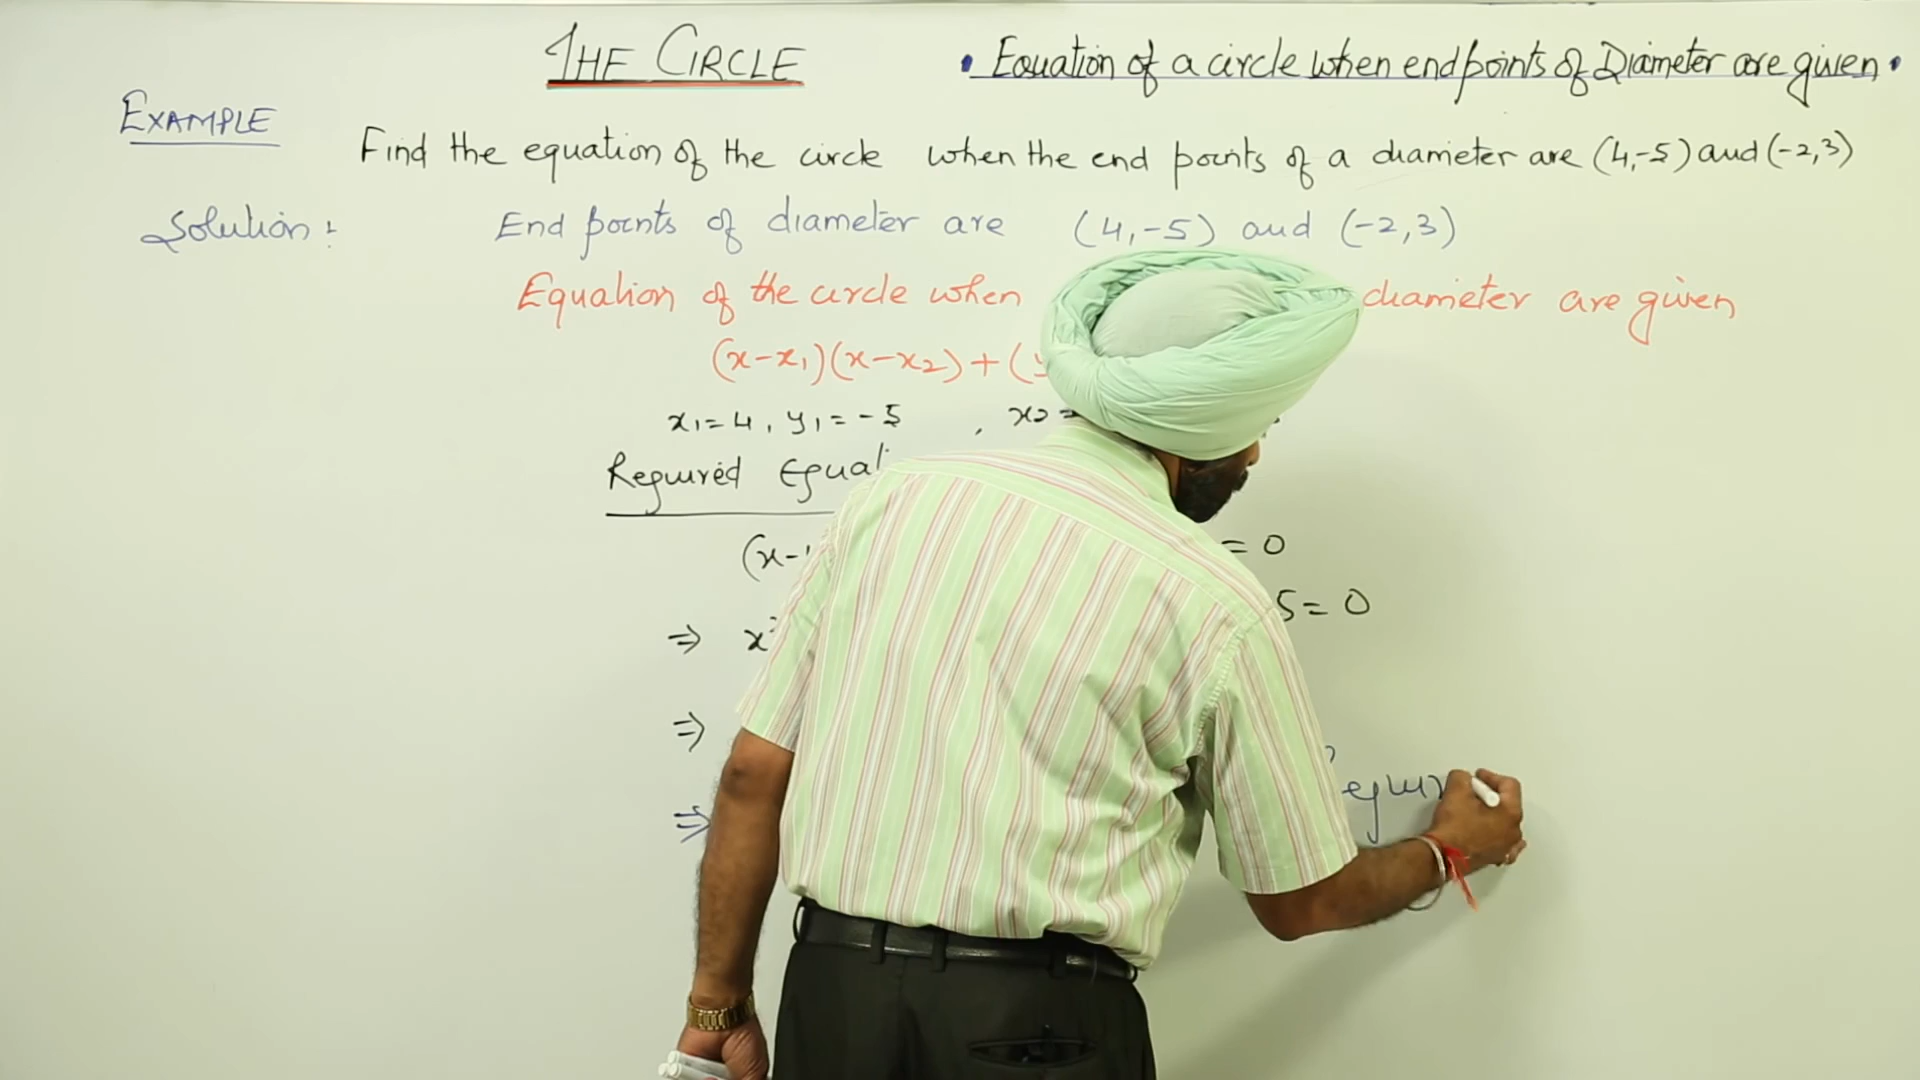 THE CIRCLE
• Equation of a circle when end points of Diameter are given •
EXAMPLE
Find the equation of the circle when the end points of a diameter are (4,-5) and (-2,3)
Solution :
End points of diameter are (4,-5) and (-2,3)
Equation of the circle when diameter are given
(x-x₁)(x-x₂)+(y
x₁=4, y₁=-5 , x₂=
Required Equati
(x- =0
⇒ x² 5=0
⇒
⇒